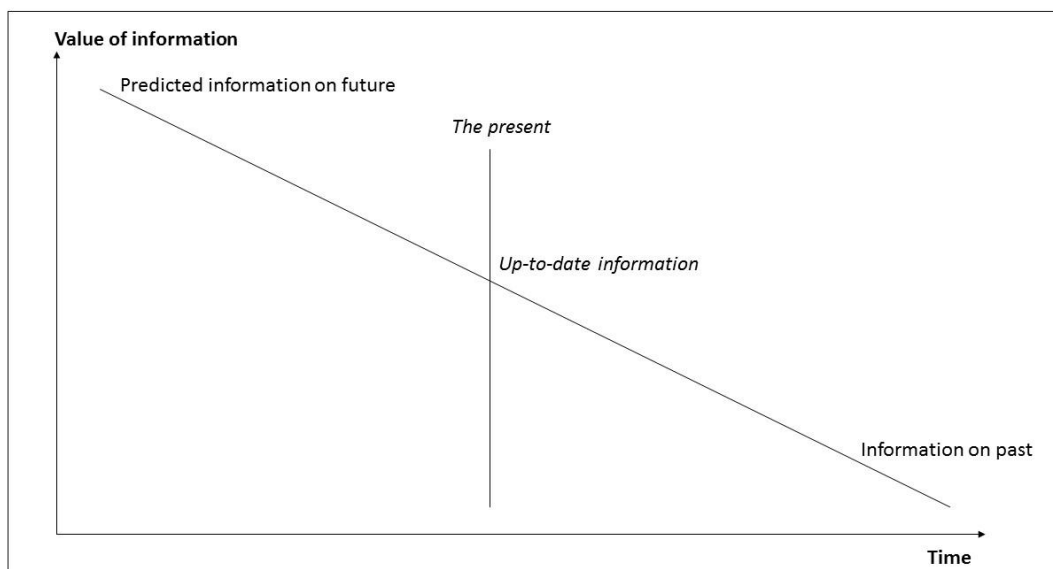 Value of information
Predicted information on future
The present
Up-to-date information
Information on past
Time